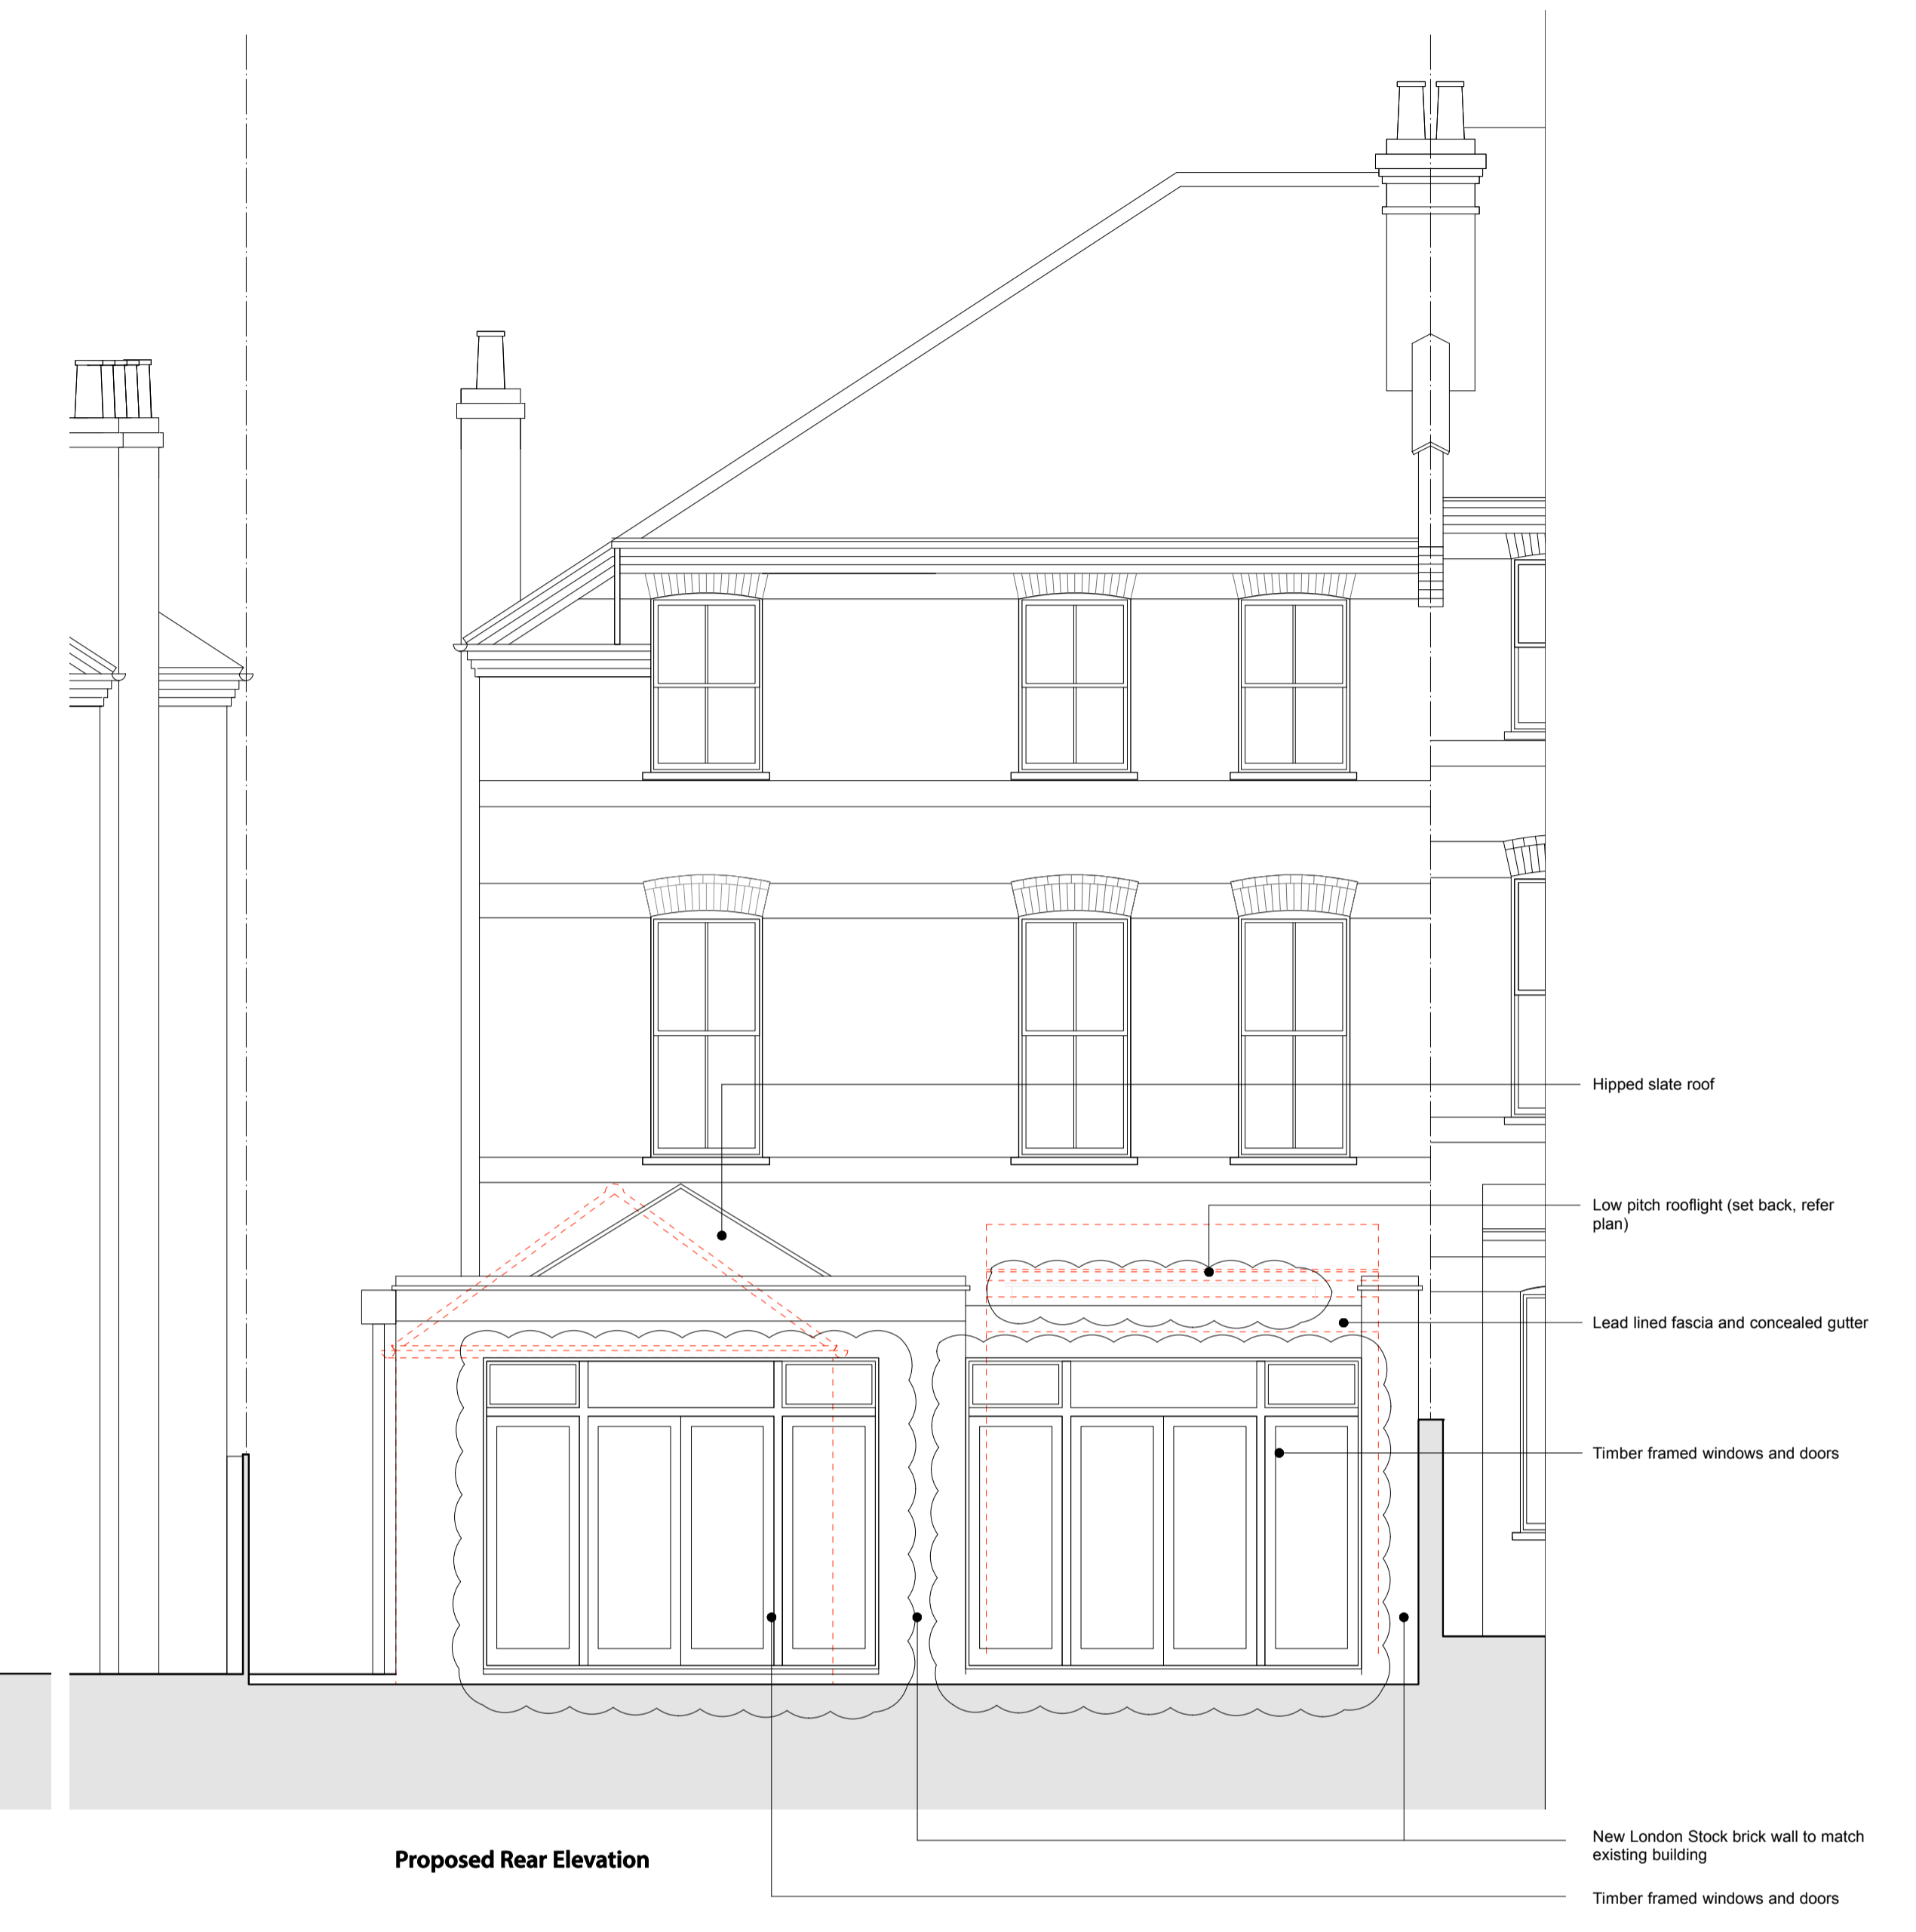 Hipped slate roof
Low pitch rooflight (set back, refer
plan)
Lead lined fascia and concealed gutter
Timber framed windows and doors
New London Stock brick wall to match
existing building
Proposed Rear Elevation
Timber framed windows and doors